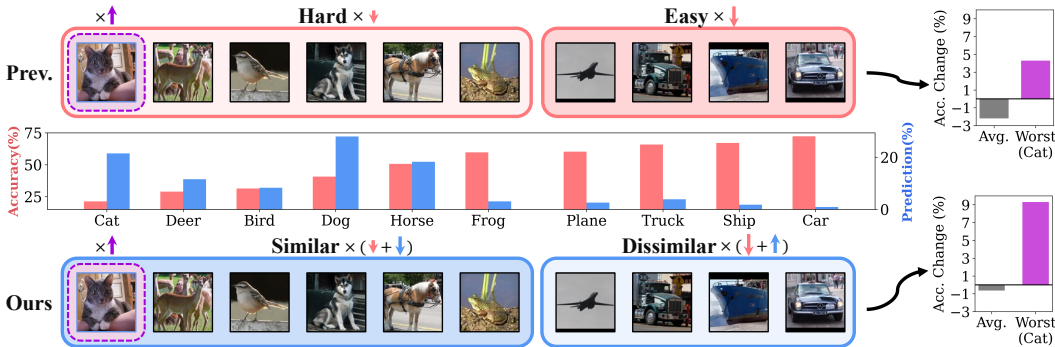 × Hard × Easy ×
Prev.
Acc. Change (%)
9
7
5
3
1
−1
−3
Avg. Worst
(Cat)
Accuracy(%)
75
50
25
Prediction(%)
20
0
Cat Deer Bird Dog Horse Frog Plane Truck Ship Car
× Similar × ( + ) Dissimilar × ( + )
Ours
Acc. Change (%)
9
7
5
3
1
−1
−3
Avg. Worst
(Cat)